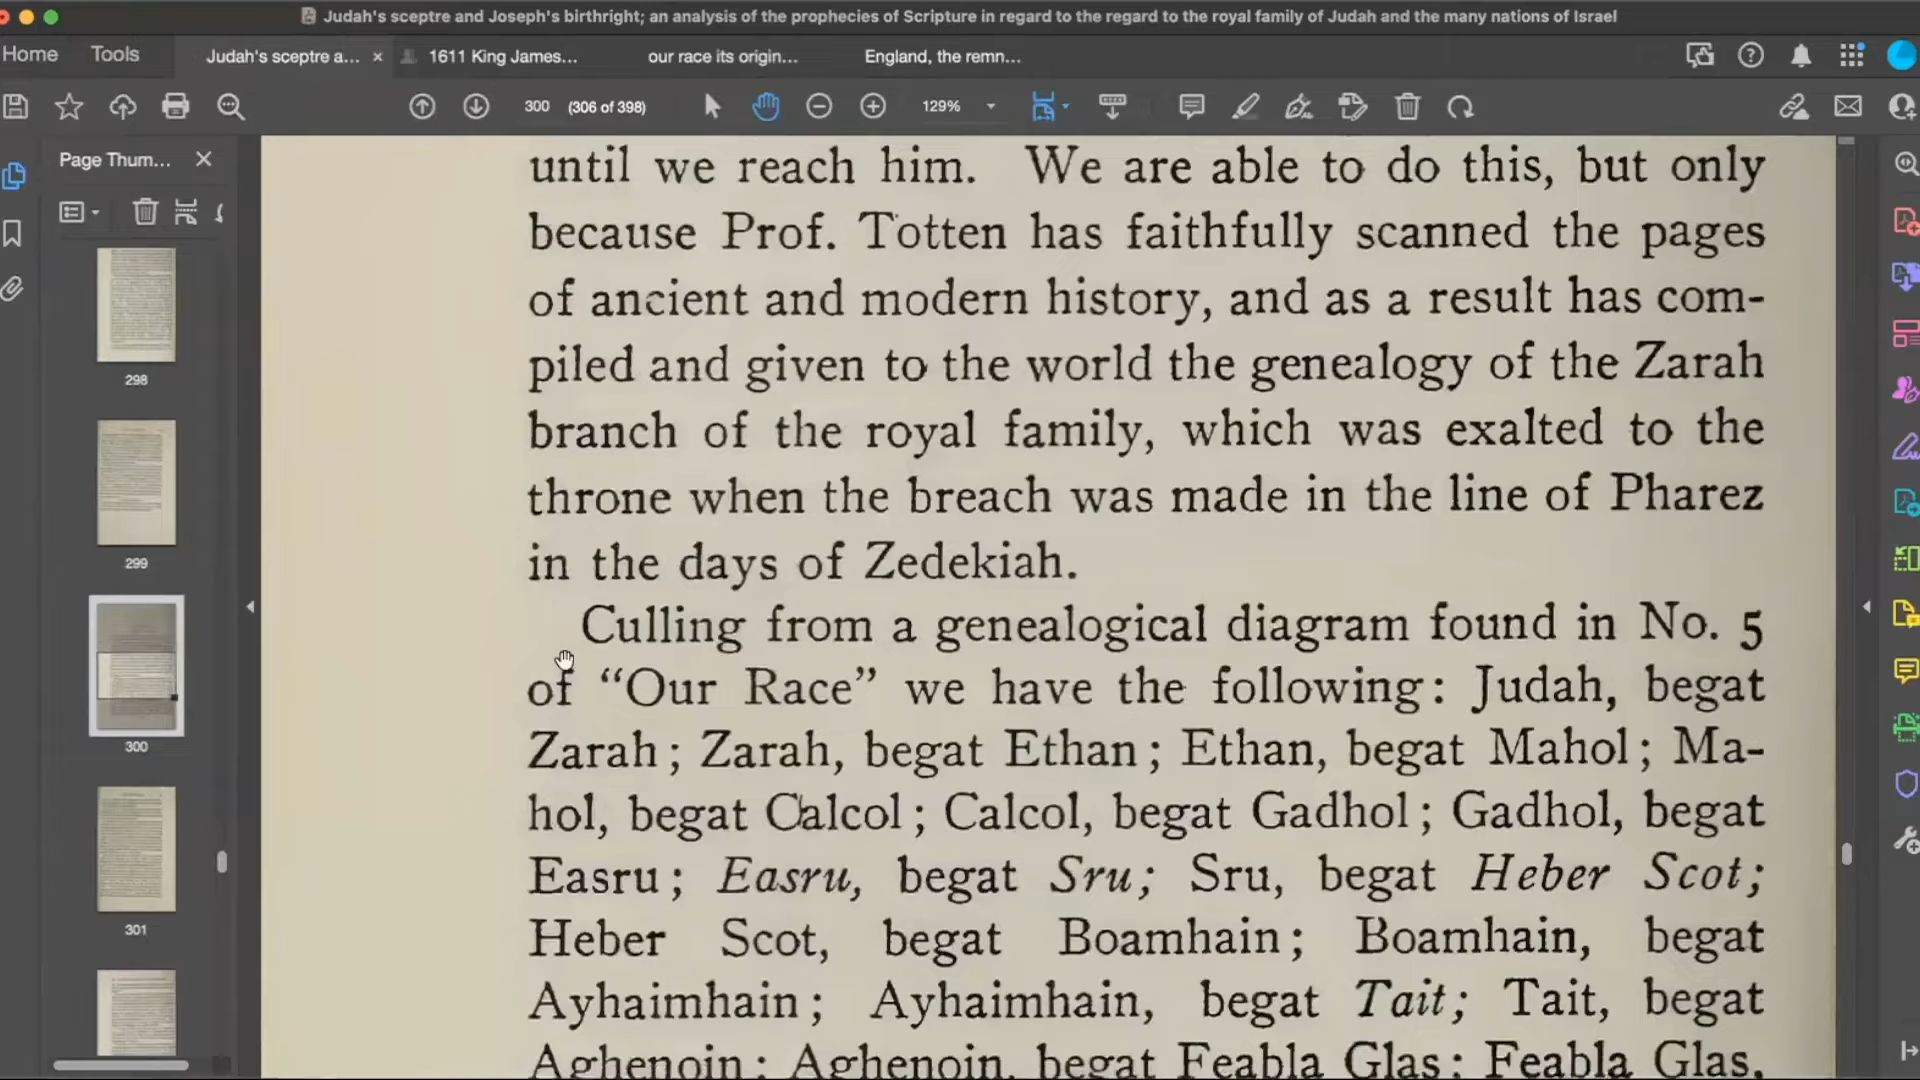 Judah's sceptre and Joseph's birthright; an analysis of the prophecies of Scripture in regard to the regard to the royal family of Judah and the many nations of Israel
Home
Tools
Judah's sceptre a...
1611 King James...
our race its origin...
England, the remn...
300 (306 of 398)
129%
Page Thum...
298
299
300
301
until we reach him. We are able to do this, but only
because Prof. Totten has faithfully scanned the pages
of ancient and modern history, and as a result has com-
piled and given to the world the genealogy of the Zarah
branch of the royal family, which was exalted to the
throne when the breach was made in the line of Pharez
in the days of Zedekiah.
Culling from a genealogical diagram found in No. 5
of “Our Race” we have the following: Judah, begat
Zarah; Zarah, begat Ethan; Ethan, begat Mahol; Ma-
hol, begat Calcol; Calcol, begat Gadhol; Gadhol, begat
Easru; Easru, begat Sru; Sru, begat Heber Scot;
Heber Scot, begat Boamhain; Boamhain, begat
Ayhaimhain; Ayhaimhain, begat Tait; Tait, begat
Aghenoin; Aghenoin, begat Feabla Glas; Feabla Glas,